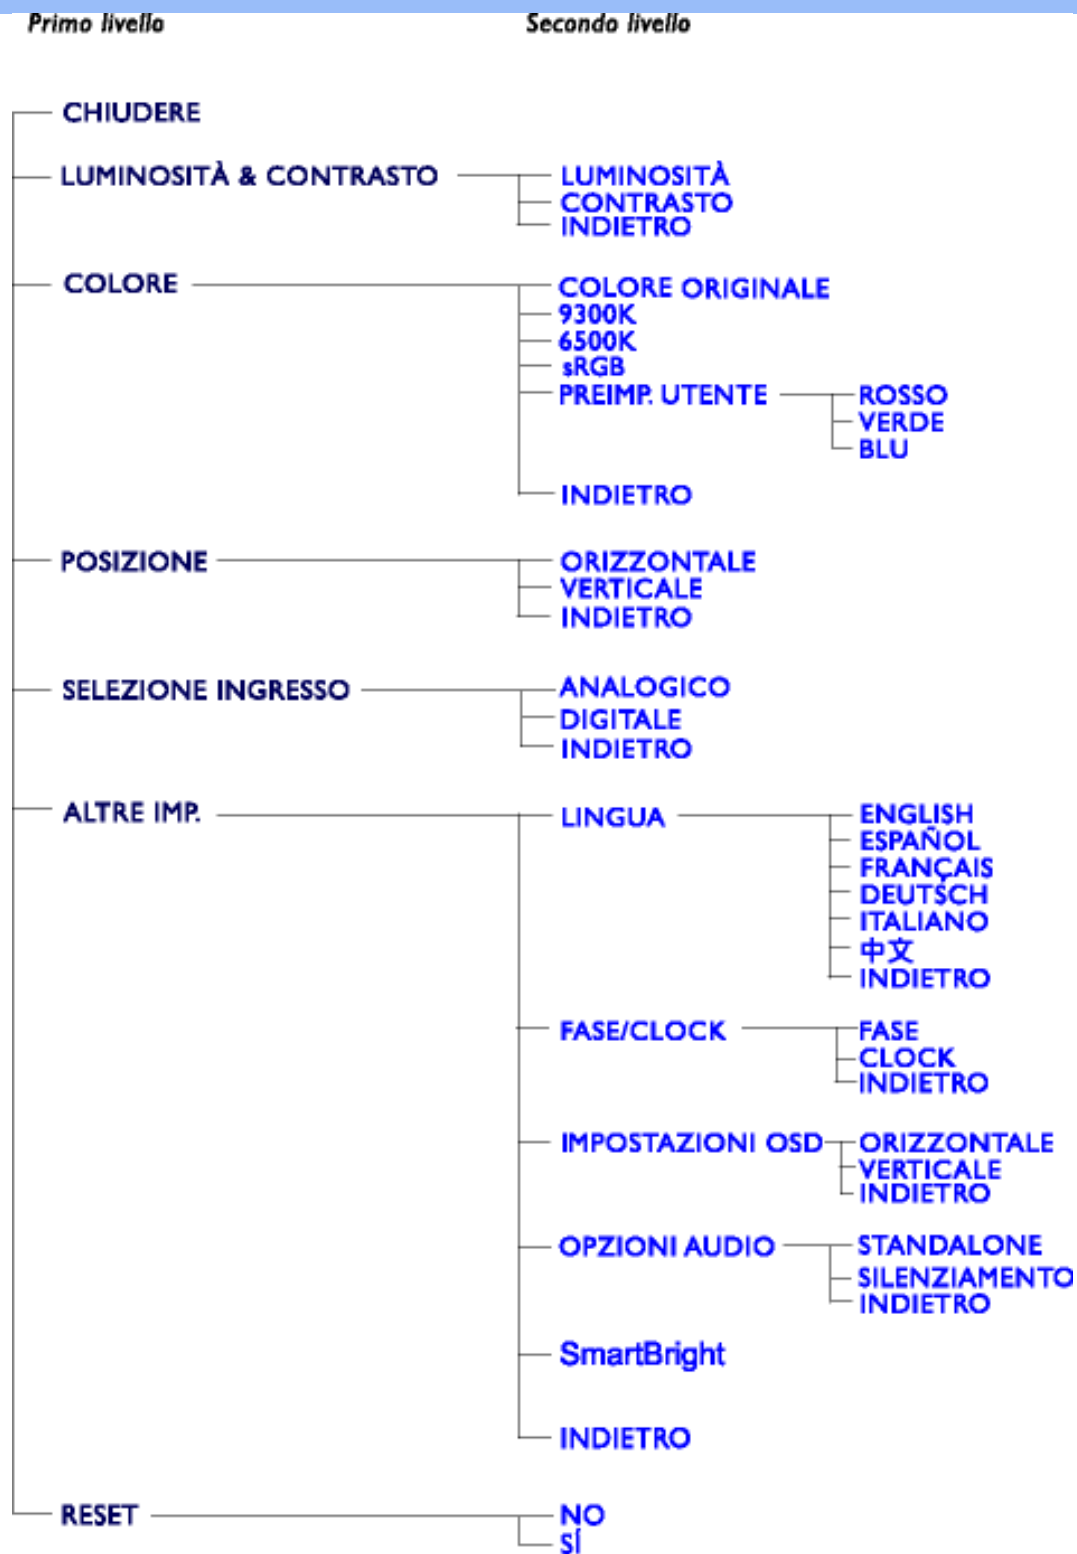 Primo livello
Secondo livello
CHIUDERE
LUMINOSITÀ & CONTRASTO
LUMINOSITÀ
CONTRASTO
INDIETRO
COLORE
COLORE ORIGINALE
9300K
6500K
sRGB
PREIMP. UTENTE
ROSSO
VERDE
BLU
INDIETRO
POSIZIONE
ORIZZONTALE
VERTICALE
INDIETRO
SELEZIONE INGRESSO
ANALOGICO
DIGITALE
INDIETRO
ALTRE IMP.
LINGUA
ENGLISH
ESPAÑOL
FRANÇAIS
DEUTSCH
ITALIANO
中文
INDIETRO
FASE/CLOCK
FASE
CLOCK
INDIETRO
IMPOSTAZIONI OSD
ORIZZONTALE
VERTICALE
INDIETRO
OPZIONI AUDIO
STANDALONE
SILENZIAMENTO
INDIETRO
SmartBright
INDIETRO
RESET
NO
SÍ